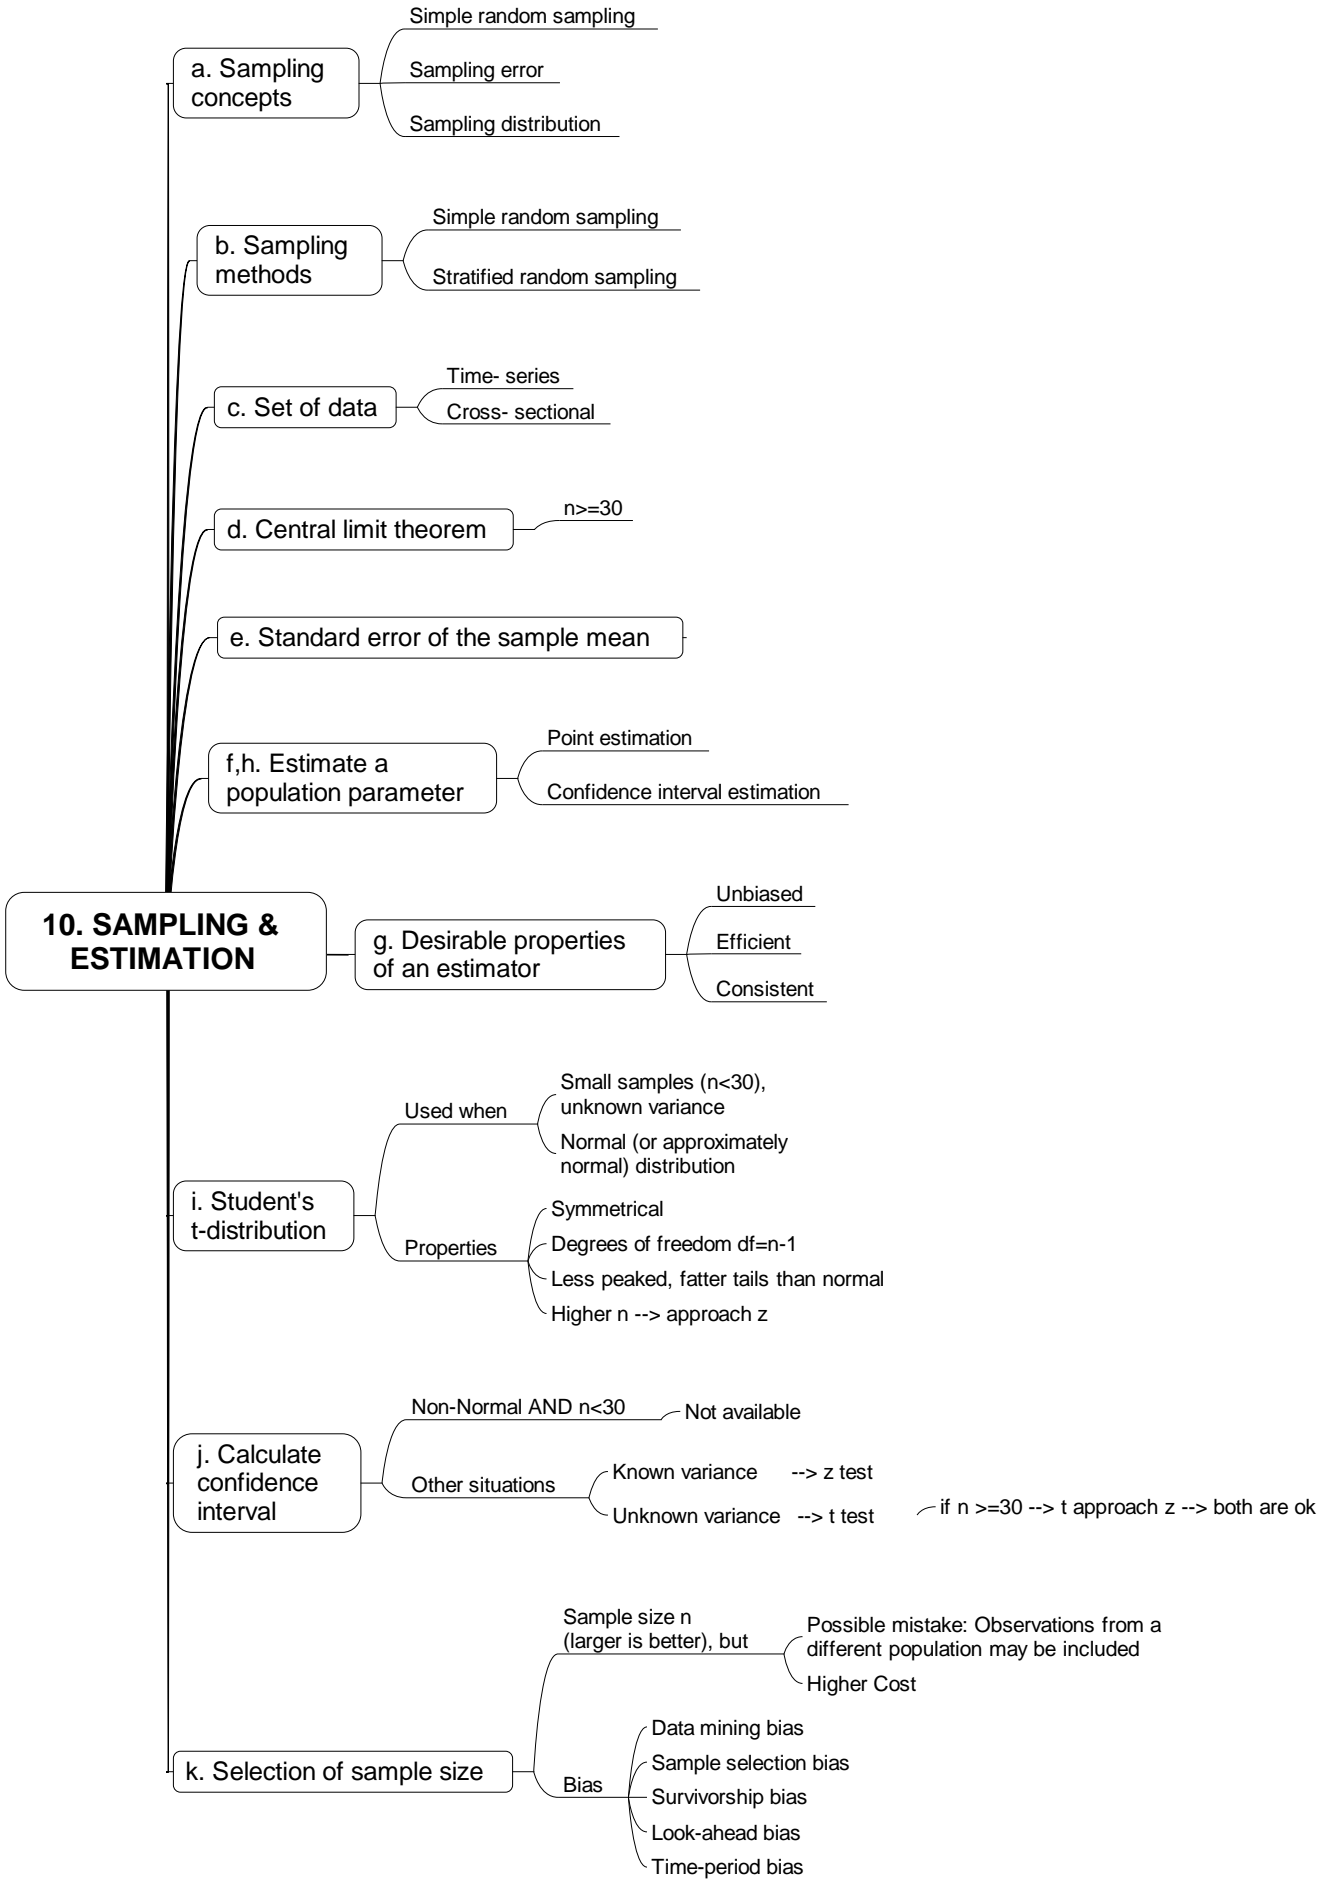 Simple random sampling
a. Sampling
concepts
Sampling error
Sampling distribution
Simple random sampling
b. Sampling
methods
Stratified random sampling
Time- series
c. Set of data
Cross- sectional
n>=30
d. Central limit theorem
e. Standard error of the sample mean
Point estimation
f,h. Estimate a
population parameter
Confidence interval estimation
10. SAMPLING &
ESTIMATION
g. Desirable properties
of an estimator
Unbiased
Efficient
Consistent
i. Student's
t-distribution
Used when
Small samples (n<30),
unknown variance
Normal (or approximately
normal) distribution
Properties
Symmetrical
Degrees of freedom df=n-1
Less peaked, fatter tails than normal
Higher n --> approach z
j. Calculate
confidence
interval
Non-Normal AND n<30
Not available
Other situations
Known variance --> z test
Unknown variance --> t test
if n >=30 --> t approach z --> both are ok
k. Selection of sample size
Sample size n
(larger is better), but
Possible mistake: Observations from a
different population may be included
Higher Cost
Bias
Data mining bias
Sample selection bias
Survivorship bias
Look-ahead bias
Time-period bias